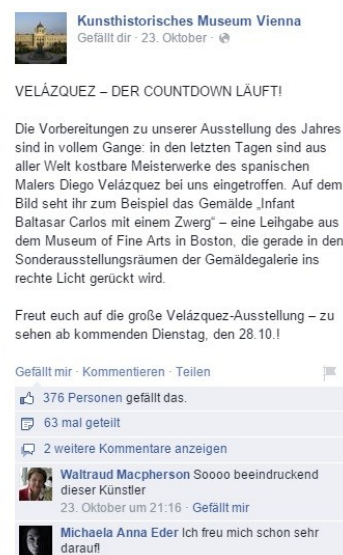 Kunsthistorisches Museum Vienna
Gefällt dir · 23. Oktober ·
VELÁZQUEZ – DER COUNTDOWN LÄUFT!
Die Vorbereitungen zu unserer Ausstellung des Jahres
sind in vollem Gange: in den letzten Tagen sind aus
aller Welt kostbare Meisterwerke des spanischen
Malers Diego Velázquez bei uns eingetroffen. Auf dem
Bild seht ihr zum Beispiel das Gemälde „Infant
Baltasar Carlos mit einem Zwerg“ – eine Leihgabe aus
dem Museum of Fine Arts in Boston, die gerade in den
Sonderausstellungsräumen der Gemäldegalerie ins
rechte Licht gerückt wird.
Freut euch auf die große Velázquez-Ausstellung – zu
sehen ab kommenden Dienstag, den 28.10.!
Gefällt mir · Kommentieren · Teilen
376 Personen gefällt das.
63 mal geteilt
2 weitere Kommentare anzeigen
Waltraud Macpherson Soooo beeindruckend
dieser Künstler
23. Oktober um 21:16 · Gefällt mir
Michaela Anna Eder Ich freu mich schon sehr
darauf!